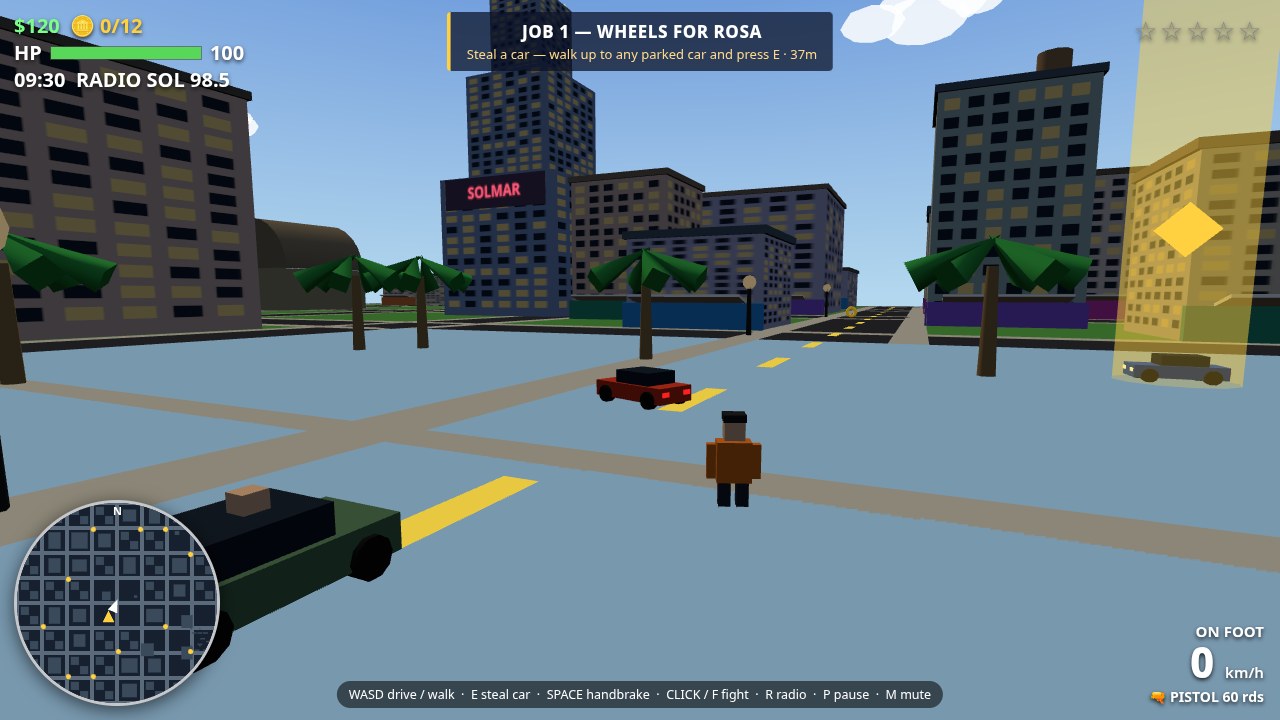 $120 0/12
HP 100
09:30 RADIO SOL 98.5
JOB 1 — WHEELS FOR ROSA
Steal a car — walk up to any parked car and press E · 37m
SOLMAR
N
ON FOOT
0 km/h
PISTOL 60 rds
WASD drive / walk · E steal car · SPACE handbrake · CLICK / F fight · R radio · P pause · M mute